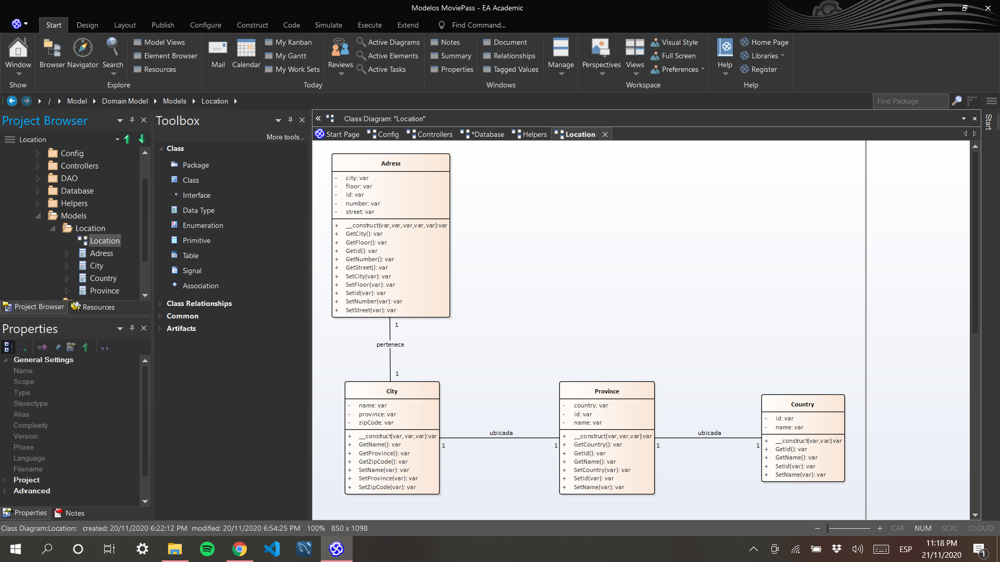 Modelos MoviePass - EA Academic
Start Design Layout Publish Configure Construct Code Simulate Execute Extend Find Command...
Window
Show
Browser Navigator Search
Model Views
Element Browser
Resources
Explore
Mail Calendar
My Kanban
My Gantt
My Work Sets
Reviews
Active Diagrams
Active Elements
Active Tasks
Today
Notes
Summary
Properties
Document
Relationships
Tagged Values
Windows
Manage
Perspectives Views
Visual Style
Full Screen
Preferences
Workspace
Help
Home Page
Libraries
Register
Help
/ Model Domain Model Models Location
Find Package
Project Browser
Location
Config
Controllers
DAO
Database
Helpers
Models
Location
Location
Adress
City
Country
Province
Project Browser Resources
Properties
General Settings
Name
Scope
Type
Stereotype
Alias
Complexity
Version
Phase
Language
Filename
Project
Advanced
Properties Notes
Toolbox
More tools...
Class
Package
Class
Interface
Data Type
Enumeration
Primitive
Table
Signal
Association
Class Relationships
Common
Artifacts
Class Diagram: "Location"
Start Page Config Controllers *Database Helpers Location
Start
Adress
- city: var
- floor: var
- id: var
- number: var
- street: var
+ __construct(var,var, var,var, var):var
+ GetCity(): var
+ GetFloor(): var
+ GetId(): var
+ GetNumber(): var
+ GetStreet(): var
+ SetCity(var): var
+ SetFloor(var): var
+ SetId(var): var
+ SetNumber(var): var
+ SetStreet(var): var
1
pertenece
1
City
- name: var
- province: var
- zipCode: var
+ __construct(var, var,var):var
+ GetName(): var
+ GetProvince(): var
+ GetZipCode(): var
+ SetName(var): var
+ SetProvince(var): var
+ SetZipCode(var): var
ubicada
1 1
Province
- country: var
- id: var
- name: var
+ __construct(var, var,var):var
+ GetCountry(): var
+ GetId(): var
+ GetName(): var
+ SetCountry(var): var
+ SetId(var): var
+ SetName(var): var
ubicada
1 1
Country
- id: var
- name: var
+ __construct(var,var):var
+ GetId(): var
+ GetName(): var
+ SetId(var): var
+ SetName(var): var
Class Diagram:Location: created: 20/11/2020 6:22:12 PM modified: 20/11/2020 6:54:25 PM 100% 850 x 1098
CAP NUM SCRL CLOUD
ESP
11:18 PM
21/11/2020
1